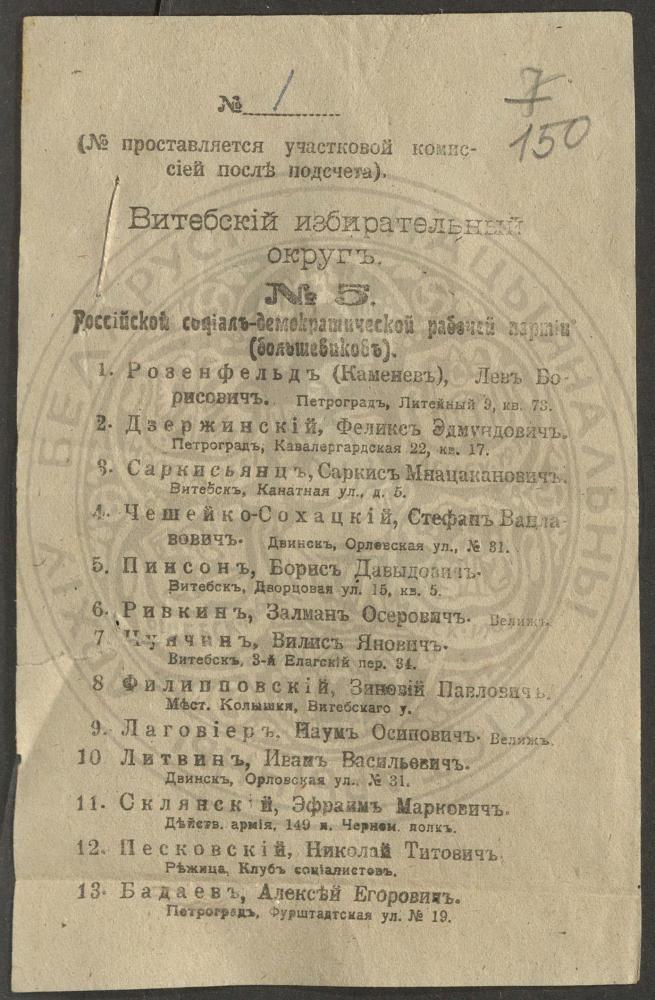 № 1
7
150
(№ проставляется участковой комис-
сіей послѣ подсчета).
Витебскій избирательный
округъ.
№ 5.
Россійской соціалъ-демократической рабочей партіи
(большевиковъ).
1. Розенфельдъ (Каменевъ), Левъ Бо-
рисовичъ. Петроградъ, Литейный 9, кв. 73.
2. Дзержинскій, Феликсъ Эдмундовичъ.
Петроградъ, Кавалергардская 22, кв. 17.
3. Саркисьянцъ, Саркисъ Мнацакановичъ.
Витебскъ, Канатная ул., д. 5.
4. Чешейко-Сохацкій, Стефанъ Вацла-
вовичъ. Двинскъ, Орловская ул., № 31.
5. Пинсонъ, Борисъ Давыдовичъ.
Витебскъ, Дворцовая ул. 15, кв. 5.
6. Ривкинъ, Залманъ Осеровичъ. Велижъ.
7 Вилисъ Яновичъ.
Витебскъ, 3-й Елагскій пер. 34.
8 Филипповскій, Зиновій Павловичъ.
Мѣст. Колышки, Витебскаго у.
9. Лаговіеръ, Наумъ Осиповичъ. Велижъ.
10 Литвинъ, Иванъ Васильевичъ.
Двинскъ, Орловская ул. № 31.
11. Склянскій, Эфраимъ Марковичъ.
Дѣйств. армія, 149 п. Черном. полкъ.
12. Песковскій, Николай Титовичъ.
Рѣжица, Клубъ соціалистовъ.
13. Бадаевъ, Алексѣй Егоровичъ.
Петроградъ, Фурштадтская ул. № 19.